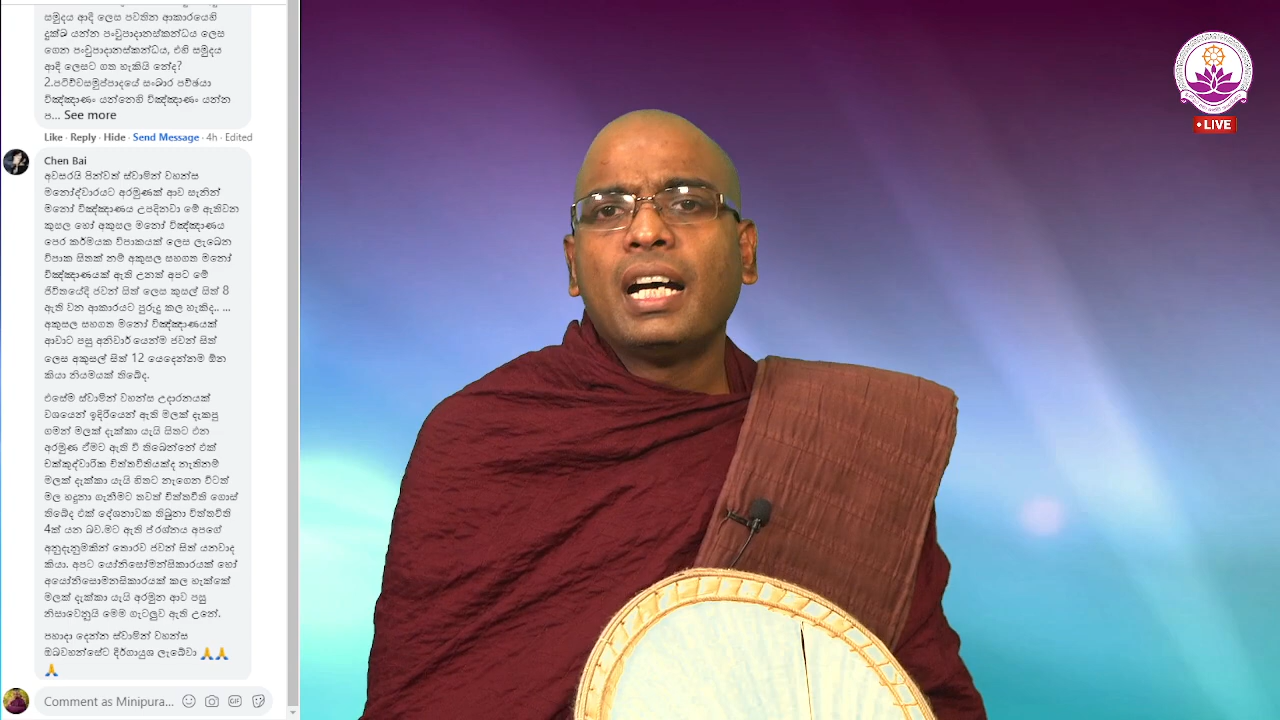 සමුදය ආදී ලෙස පවතින ආකාරයෙහි
දුක්ඛ යන්න පංචුපාදානස්කන්ධය ලෙස
ගෙන පංචුපාදානස්කන්ධය, එහි සමුදය
ආදී ලෙසට ගත හැකියි නේද?
2.පටිච්චසමුප්පාදයේ සංඛාර පච්ඡයා
විඤ්ඤාණං යන්නෙහි විඤ්ඤාණං යන්න
ප... See more
Like · Reply · Hide · Send Message · 4h · Edited
Chen Bai
අවසරයි පින්වත් ස්වාමින් වහන්ස
මනෝද්වාරයට අරමුණක් ආව සැනින්
මනෝ විඤ්ඤාණය උපදිනවා මේ ඇතිවන
කුසල හෝ අකුසල මනෝ විඤ්ඤාණය
පෙර කර්මයක විපාකයක් ලෙස ලැබෙන
විපාක සිතක් නම් අකුසල සහගත මනෝ
විඤ්ඤාණයක් ඇති උනත් අපට මේ
ජීවිතයේදී ජවන් සිත් ලෙස කුසල් සිත් 8
ඇති වන ආකාරයට පුරුදු කල හැකිද.. ...
අකුසල සහගත මනෝ විඤ්ඤාණයක්
ආවාට පසු අනිවාර් යෙන්ම ජවන් සිත්
ලෙස අකුසල් සිත් 12 යෙදෙන්නම ඕන
කියා නියමයක් තිබේද.
එසේම ස්වාමින් වහන්ස උදාරනයක්
වශයෙන් ඉදිරියෙන් ඇති මලක් දැකපු
ගමන් මලක් දැක්කා යැයි සිතට එන
අරමුණ ඒමට ඇති වී තිබෙන්නේ එක්
චක්කුද්වාරික චිත්තවීතියක්ද නැතිනම්
මලක් දැක්කා යැයි හිතට නැගෙන විටත්
මල හදුනා ගැනීමට තවත් චිත්තවීති ගොස්
තිබේද එක් දේශනාවක තිබුනා චිත්තවීති
4ක් යන බව.මට ඇති ප්රශ්නය අපගේ
අනුදැනුමකින් තොරව ජවන් සිත් යනවාද
කියා. අපට යෝනිසෝමන්සිකාරයක් හෝ
අයෝනිසොමනසිකාරයක් කල හැක්කේ
මලක් දැක්කා යැයි අරමුන ආව පසු
නිසාවෙනුයි මෙම ගැටලුව ඇති උනේ.
පහාදා දෙන්න ස්වාමින් වහන්ස
ඔබවහන්සේට දීර්ගායුශ ලැබේවා 🙏🙏
🙏
Comment as Minipura...
LIVE